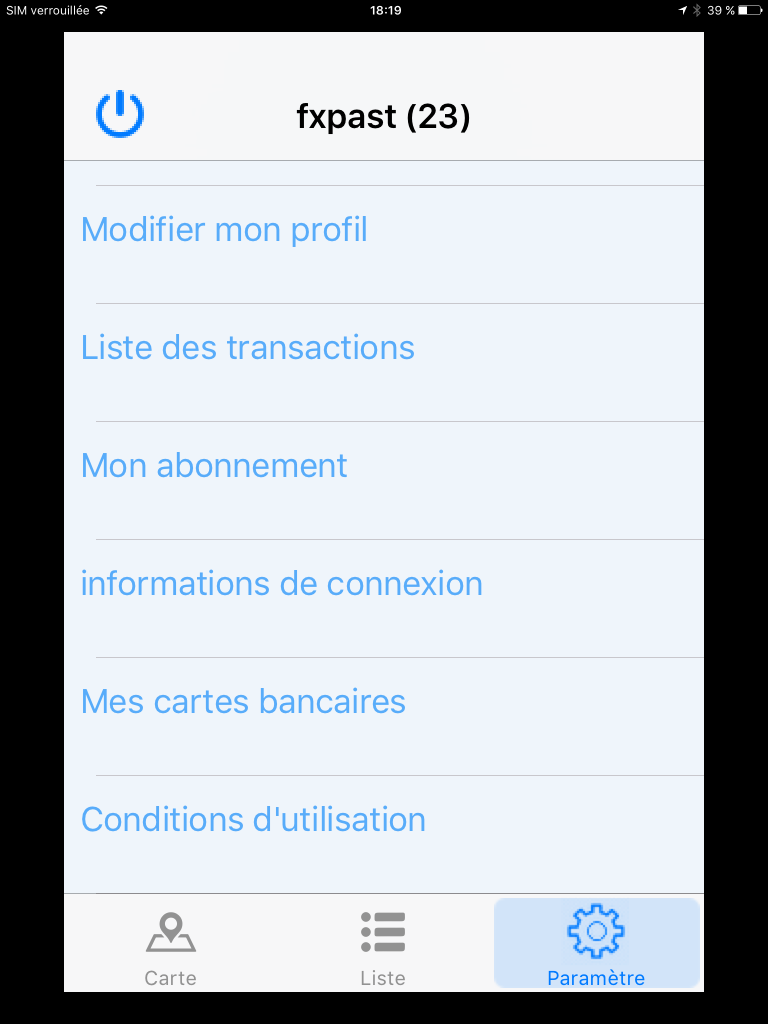 SIM verrouillée 18:19 39 %
fxpast (23)
Modifier mon profil
Liste des transactions
Mon abonnement
informations de connexion
Mes cartes bancaires
Conditions d'utilisation
Carte Liste Paramètre